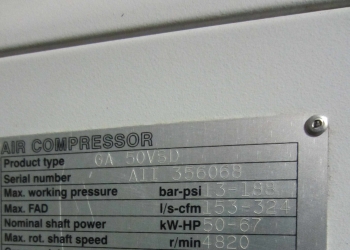 AIR COMPRESSOR
Product type GA 50VSD
Serial number AII 356068
Max. working pressure bar-psi 13-188
Max. FAD l/s-cfm 153-324
Nominal shaft power kW-HP 50-67
Max. rot. shaft speed r/min 4820